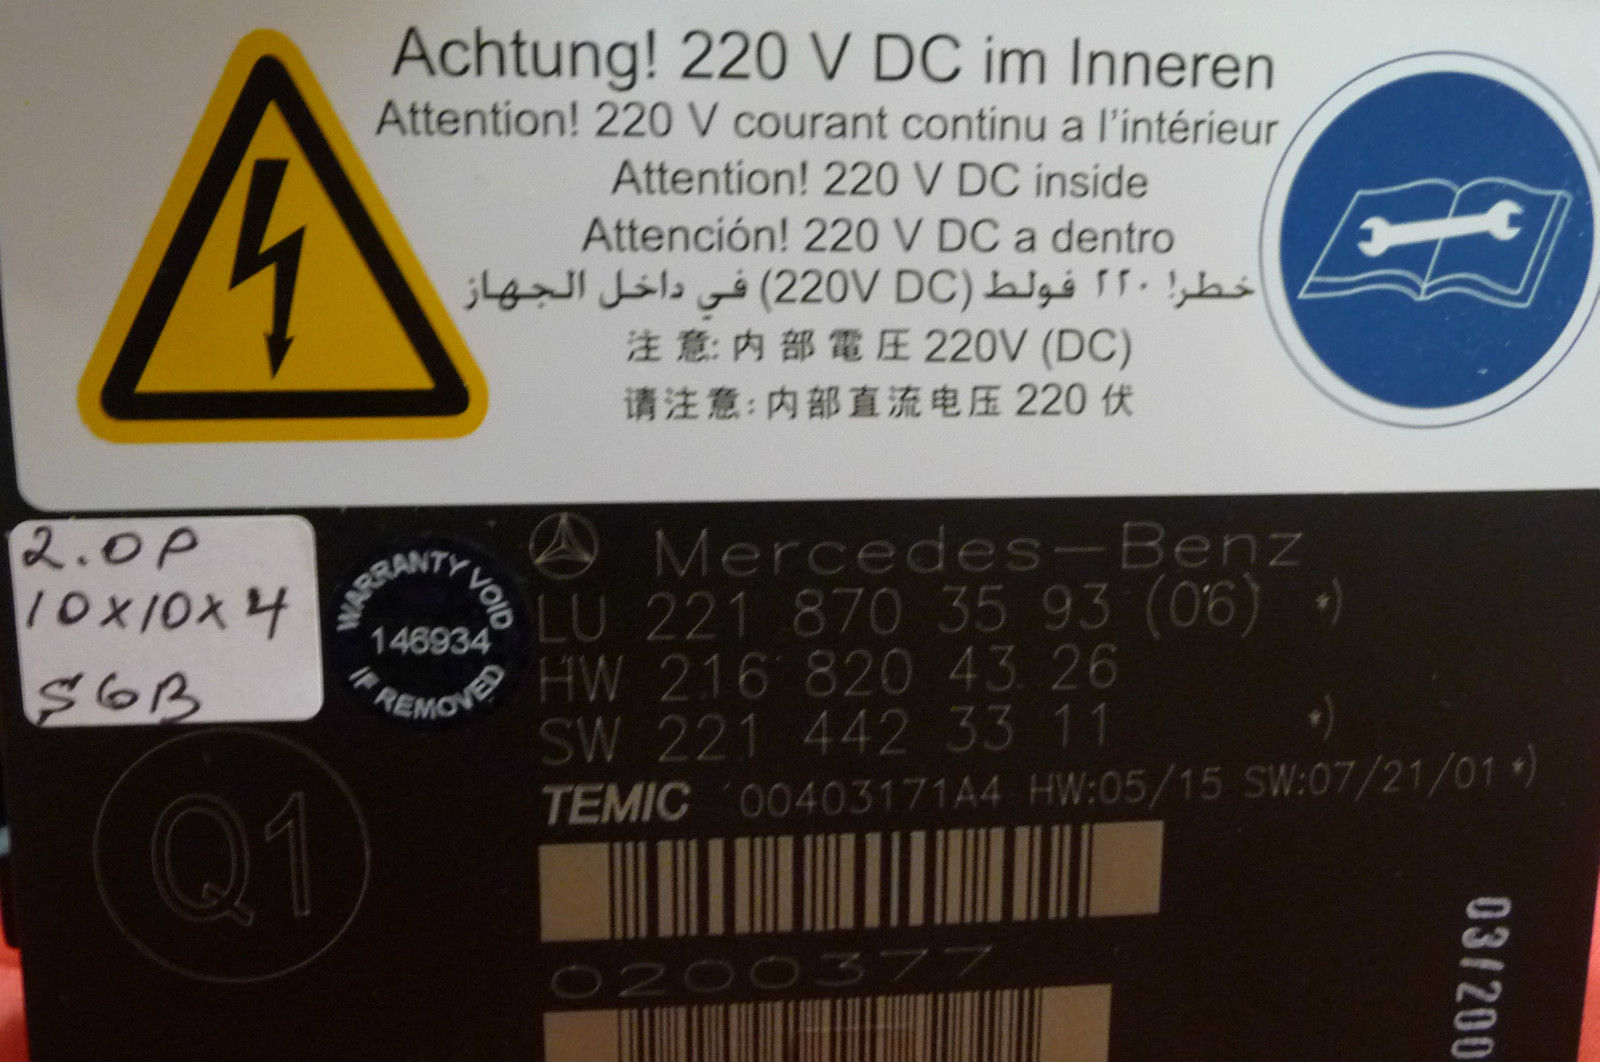 Achtung! 220 V DC im Inneren
Attention! 220 V courant continu a l'intérieur
Attention! 220 V DC inside
Attención! 220 V DC a dentro
خطر! ٢٢٠ فولط (220V DC) في داخل الجهاز
注意: 内部電圧 220V (DC)
请注意: 内部直流电压 220 伏
2.0P
10x10x4
SGB
WARRANTY VOID
146934
IF REMOVED
Mercedes-Benz
LU 221 870 35 93 (06) *)
HW 216 820 43 26
SW 221 442 33 11 *)
TEMIC 00403171A4 HW:05/15 SW:07/21/01 *)
Q1
0200377
03/200